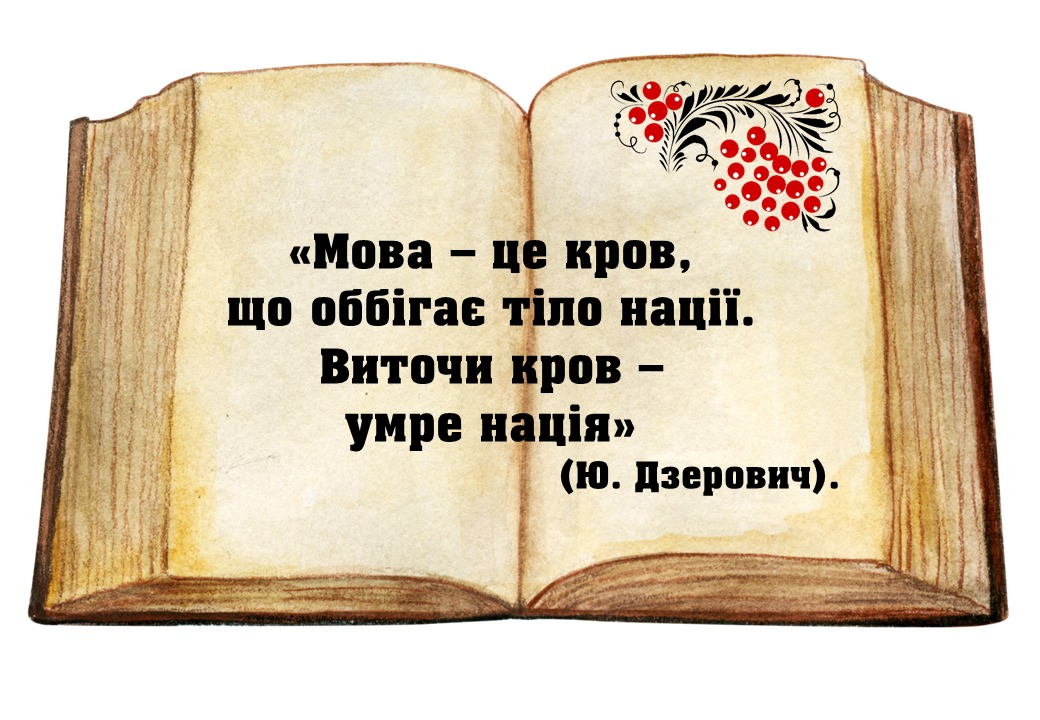 «Мова – це кров,
що оббігає тіло нації.
Виточи кров –
умре нація»
(Ю. Дзерович).